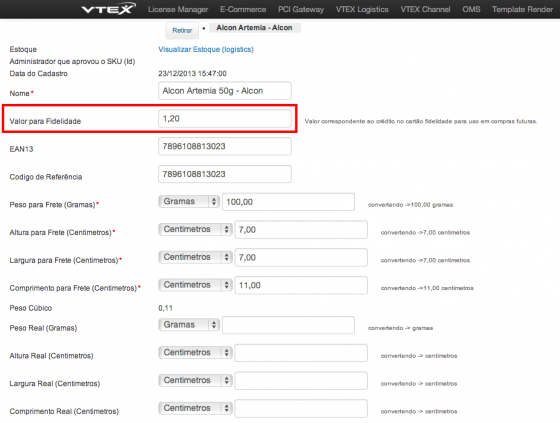 VTEX License Manager E-Commerce PCI Gateway VTEX Logistics VTEX Channel OMS Template Render
Retirar • Alcon Artemia - Alcon
Estoque Visualizar Estoque (logistics)
Administrador que aprovou o SKU (Id)
Data do Cadastro 23/12/2013 15:47:00
Nome* Alcon Artemia 50g - Alcon
Valor para Fidelidade 1,20 Valor correspondente ao crédito no cartão fidelidade para uso em compras futuras.
EAN13 7896108813023
Codigo de Referência 7896108813023
Peso para Frete (Gramas)* Gramas 100,00 convertendo ->100,00 gramas
Altura para Frete (Centimetros)* Centimetros 7,00 convertendo ->7,00 centimetros
Largura para Frete (Centimetros)* Centimetros 7,00 convertendo ->7,00 centimetros
Comprimento para Frete (Centimetros)* Centimetros 11,00 convertendo ->11,00 centimetros
Peso Cúbico 0,11
Peso Real (Gramas) Gramas convertendo -> gramas
Altura Real (Centimetros) Centimetros convertendo -> centimetros
Largura Real (Centimetros) Centimetros convertendo -> centimetros
Comprimento Real (Centimetros) Centimetros convertendo -> centimetros